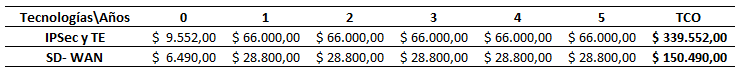 Tecnologías\Años 0 1 2 3 4 5 TCO
IPSec y TE $ 9.552,00 $ 66.000,00 $ 66.000,00 $ 66.000,00 $ 66.000,00 $ 66.000,00 $ 339.552,00
SD- WAN $ 6.490,00 $ 28.800,00 $ 28.800,00 $ 28.800,00 $ 28.800,00 $ 28.800,00 $ 150.490,00